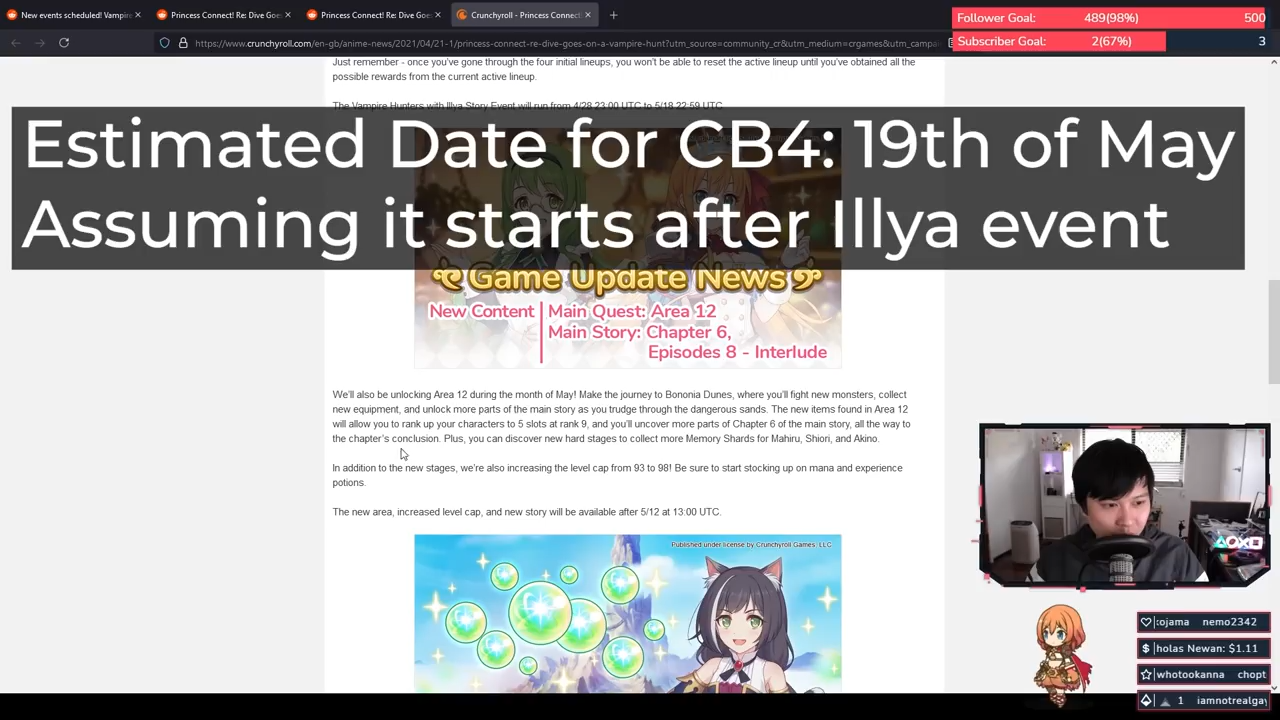 New events scheduled! Vampire
Princess Connect! Re: Dive Goes
Princess Connect! Re: Dive Goes
Crunchyroll - Princess Connect!
https://www.crunchyroll.com/en-gb/anime-news/2022/04/21-1/princess-connect-re-dive-goes-on-a-vampire-hunt?utm_source=community_cr&utm_medium=crgames&utm_campa
Follower Goal: 489(98%) 500
Subscriber Goal: 2(67%) 3
Just remember - once you've gone through the four initial lineups, you won't be able to reset the active lineup until you've obtained all the
possible rewards from the current active lineup.
The Vampire Hunters with Illya Story Event will run from 4/28 23:00 UTC to 5/18 22:59 UTC
Estimated Date for CB4: 19th of May
Assuming it starts after Illya event
Game Update News
New Content
Main Quest: Area 12
Main Story: Chapter 6,
Episodes 8 - Interlude
We'll also be unlocking Area 12 during the month of May! Make the journey to Bononia Dunes, where you'll fight new monsters, collect
new equipment, and unlock more parts of the main story as you trudge through the dangerous sands. The new items found in Area 12
will allow you to rank up your characters to 5 slots at rank 9, and you'll uncover more parts of Chapter 6 of the main story, all the way to
the chapter's conclusion. Plus, you can discover new hard stages to collect more Memory Shards for Mahiru, Shiori, and Akino.
In addition to the new stages, we're also increasing the level cap from 93 to 98! Be sure to start stocking up on mana and experience
potions.
The new area, increased level cap, and new story will be available after 5/12 at 13:00 UTC.
Published under license by Crunchyroll Games, LLC
:ojama nemo2342
holas Newan: $1.11
whotookanna chopt
1 iamnotrealga